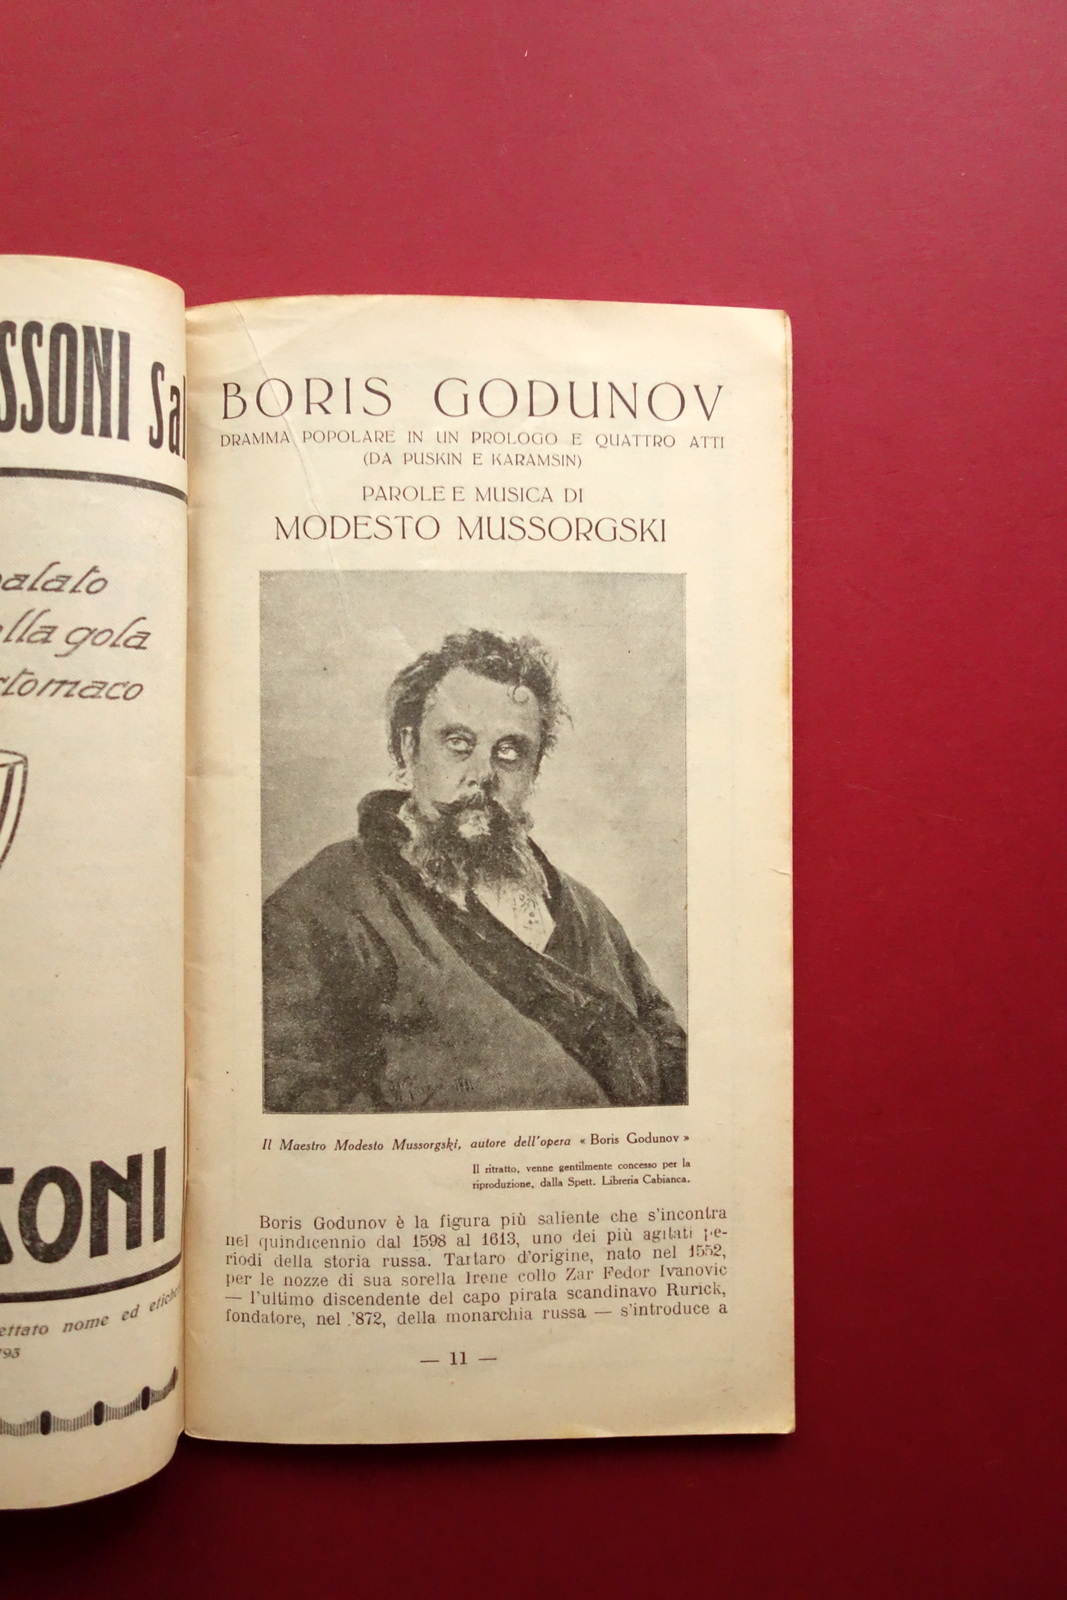 SSONI Sal
palato
ella gola
stomaco
SONI
nome ed
BORIS GODUNOV
DRAMMA POPOLARE IN UN PROLOGO E QUATTRO ATTI
(DA PUSKIN E KARAMSIN)
PAROLE E MUSICA DI
MODESTO MUSSORGSKI
Il Maestro Modesto Mussorgski, autore dell'opera « Boris Godunov »
Il ritratto, venne gentilmente concesso per la
riproduzione, dalla Spett. Libreria Cabianca.
Boris Godunov è la figura più saliente che s'incontra
nel quindicennio dal 1598 al 1613, uno dei più agitati pe-
riodi della storia russa. Tartaro d'origine, nato nel 1552,
per le nozze di sua sorella Irene collo Zar Fedor Ivanovic
— l'ultimo discendente del capo pirata scandinavo Rurick,
fondatore, nel '872, della monarchia russa — s'introduce a
— 11 —